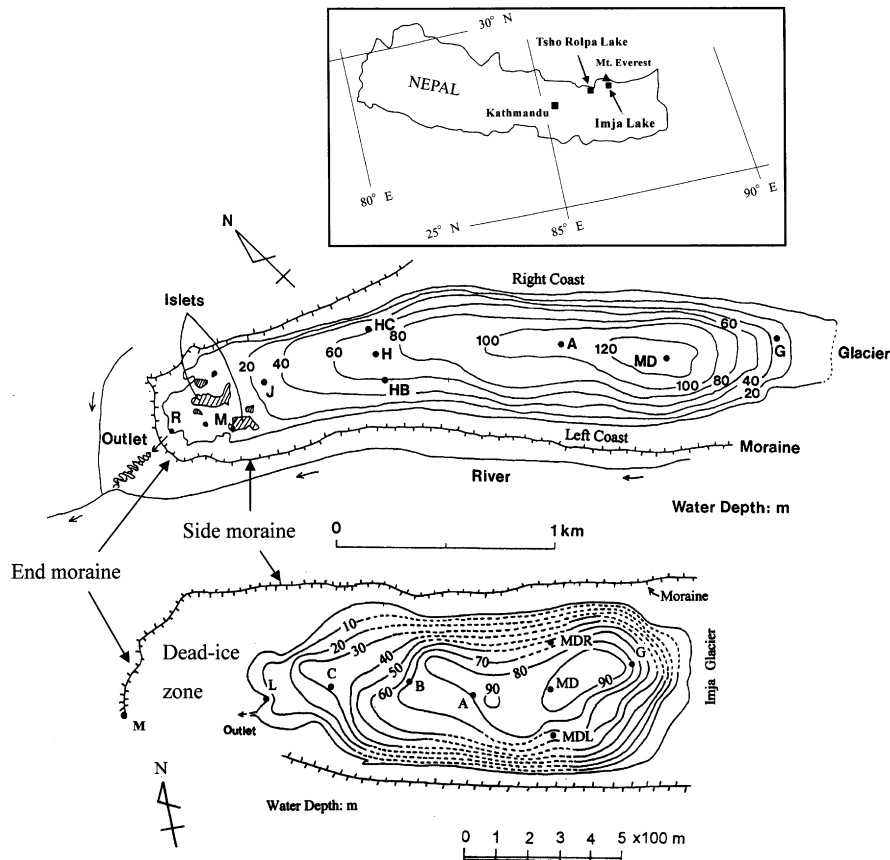 30° N
Tsho Rolpa Lake
Mt. Everest
NEPAL
Kathmandu
Imja Lake
80° E
25° N
85° E
90° E
N
Right Coast
Islets
HC
60
80
100
A
G
20
40
60
H
120
MD
Glacier
J
HB
100
80
40
20
R
M
Outlet
Left Coast
Moraine
River
Water Depth: m
0
1 km
Side moraine
End moraine
Moraine
10
20
30
40
50
60
70
80
90
90
MDR
G
Dead-ice
zone
L
C
B
A
MD
MDL
M
Outlet
Imja Glacier
N
Water Depth: m
0 1 2 3 4 5 x100 m